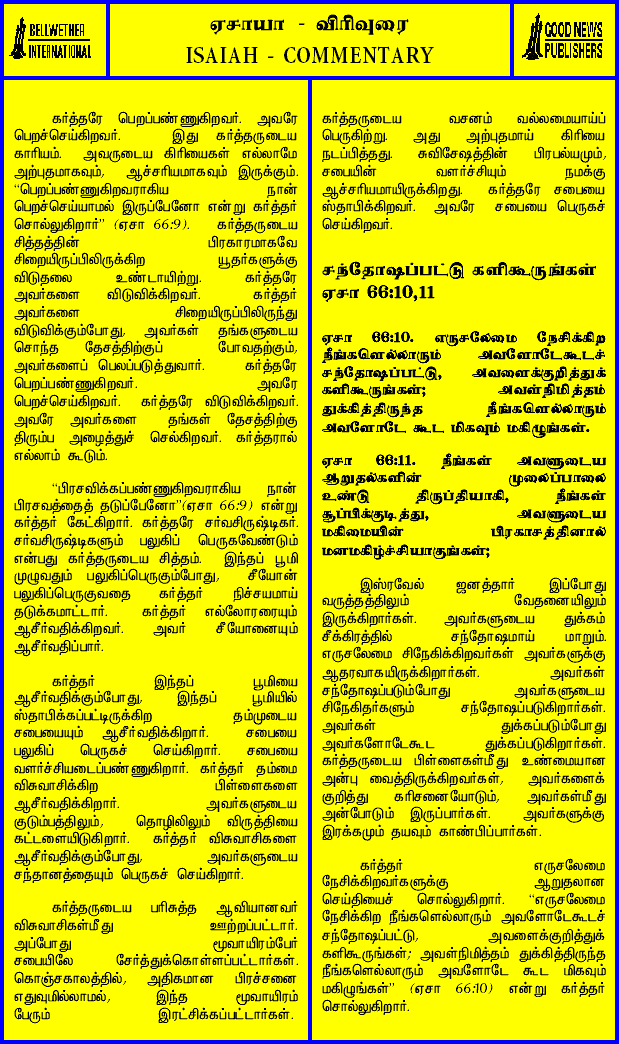 BELLWETHER
INTERNATIONAL
ஏசாயா - விரிவுரை
ISAIAH - COMMENTARY
GOOD NEWS
PUBLISHERS
கர்த்தரே பெறப்பண்ணுகிறவர். அவரே
பெறச்செய்கிறவர். இது கர்த்தருடைய
காரியம். அவருடைய கிரியைகள் எல்லாமே
அற்புதமாகவும், ஆச்சரியமாகவும் இருக்கும்.
“பெறப்பண்ணுகிறவராகிய நான்
பெறச்செய்யாமல் இருப்பேனோ என்று கர்த்தர்
சொல்லுகிறார்” (ஏசா 66:9). கர்த்தருடைய
சித்தத்தின் பிரகாரமாகவே
சிறையிருப்பிலிருக்கிற யூதர்களுக்கு
விடுதலை உண்டாயிற்று. கர்த்தரே
அவர்களை விடுவிக்கிறவர். கர்த்தர்
அவர்களை சிறையிருப்பிலிருந்து
விடுவிக்கும்போது, அவர்கள் தங்களுடைய
சொந்த தேசத்திற்குப் போவதற்கும்,
அவர்களைப் பெலப்படுத்துவார். கர்த்தரே
பெறப்பண்ணுகிறவர். அவரே
பெறச்செய்கிறவர். கர்த்தரே விடுவிக்கிறவர்.
அவரே அவர்களை தங்கள் தேசத்திற்கு
திரும்ப அழைத்துச் செல்கிறவர். கர்த்தரால்
எல்லாம் கூடும்.
“பிரசவிக்கப்பண்ணுகிறவராகிய நான்
பிரசவத்தைத் தடுப்பேனோ”(ஏசா 66:9) என்று
கர்த்தர் கேட்கிறார். கர்த்தரே சர்வசிருஷ்டிகர்.
சர்வசிருஷ்டிகளும் பலுகிப் பெருகவேண்டும்
என்பது கர்த்தருடைய சித்தம். இந்தப் பூமி
முழுவதும் பலுகிப்பெருகும்போது, சீயோன்
பலுகிப்பெருகுவதை கர்த்தர் நிச்சயமாய்
தடுக்கமாட்டார். கர்த்தர் எல்லோரரையும்
ஆசீர்வதிக்கிறவர். அவர் சீயோனையும்
ஆசீர்வதிப்பார்.
கர்த்தர் இந்தப் பூமியை
ஆசீர்வதிக்கும்போது, இந்தப் பூமியில்
ஸ்தாபிக்கப்பட்டிருக்கிற தம்முடைய
சபையையும் ஆசீர்வதிக்கிறார். சபையை
பலுகிப் பெருகச் செய்கிறார். சபையை
வளர்ச்சியடைப்பண்ணுகிறார். கர்த்தர் தம்மை
விசுவாசிக்கிற பிள்ளைகளை
ஆசீர்வதிக்கிறார். அவர்களுடைய
குடும்பத்திலும், தொழிலிலும் விருத்தியை
கட்டளையிடுகிறார். கர்த்தர் விசுவாசிகளை
ஆசீர்வதிக்கும்போது, அவர்களுடைய
சந்தானத்தையும் பெருகச் செய்கிறார்.
கர்த்தருடைய பரிசுத்த ஆவியானவர்
விசுவாசிகள்மீது ஊற்றப்பட்டார்.
அப்போது மூவாயிரம்பேர்
சபையிலே சேர்த்துக்கொள்ளப்பட்டார்கள்.
கொஞ்சகாலத்தில், அதிகமான பிரச்சனை
எதுவுமில்லாமல், இந்த மூவாயிரம்
பேரும் இரட்சிக்கப்பட்டார்கள்.
கர்த்தருடைய வசனம் வல்லமையாய்ப்
பெருகிற்று. அது அற்புதமாய் கிரியை
நடப்பித்தது. சுவிசேஷத்தின் பிரபல்யமும்,
சபையின் வளர்ச்சியும் நமக்கு
ஆச்சரியமாயிருக்கிறது. கர்த்தரே சபையை
ஸ்தாபிக்கிறவர். அவரே சபையை பெருகச்
செய்கிறவர்.
சந்தோஷப்பட்டு களிகூருங்கள்
ஏசா 66:10,11
ஏசா 66:10. எருசலேமை நேசிக்கிற
நீங்களெல்லாரும் அவளோடேகூடச்
சந்தோஷப்பட்டு, அவளைக்குறித்துக்
களிகூருங்கள்; அவள்நிமித்தம்
துக்கித்திருந்த நீங்களெல்லாரும்
அவளோடே கூட மிகவும் மகிழுங்கள்.
ஏசா 66:11. நீங்கள் அவளுடைய
ஆறுதல்களின் முலைப்பாலை
உண்டு திருப்தியாகி, நீங்கள்
சூப்பிக்குடித்து, அவளுடைய
மகிமையின் பிரகாசத்தினால்
மனமகிழ்ச்சியாகுங்கள்;
இஸ்ரவேல் ஜனத்தார் இப்போது
வருத்தத்திலும் வேதனையிலும்
இருக்கிறார்கள். அவர்களுடைய துக்கம்
சீக்கிரத்தில் சந்தோஷமாய் மாறும்.
எருசலேமை சிநேகிக்கிறவர்கள் அவர்களுக்கு
ஆதரவாகயிருக்கிறார்கள். அவர்கள்
சந்தோஷப்படும்போது அவர்களுடைய
சிநேகிதர்களும் சந்தோஷப்படுகிறார்கள்.
அவர்கள் துக்கப்படும்போது
அவர்களோடேகூட துக்கப்படுகிறார்கள்.
கர்த்தருடைய பிள்ளைகள்மீது உண்மையான
அன்பு வைத்திருக்கிறவர்கள், அவர்களைக்
குறித்து கரிசனையோடும், அவர்கள்மீது
அன்போடும் இருப்பார்கள். அவர்களுக்கு
இரக்கமும் தயவும் காண்பிப்பார்கள்.
கர்த்தர் எருசலேமை
நேசிக்கிறவர்களுக்கு ஆறுதலான
செய்தியைச் சொல்லுகிறார். “எருசலேமை
நேசிக்கிற நீங்களெல்லாரும் அவளோடேகூடச்
சந்தோஷப்பட்டு, அவளைக்குறித்துக்
களிகூருங்கள்; அவள்நிமித்தம் துக்கித்திருந்த
நீங்களெல்லாரும் அவளோடே கூட மிகவும்
மகிழுங்கள்” (ஏசா 66:10) என்று கர்த்தர்
சொல்லுகிறார்.